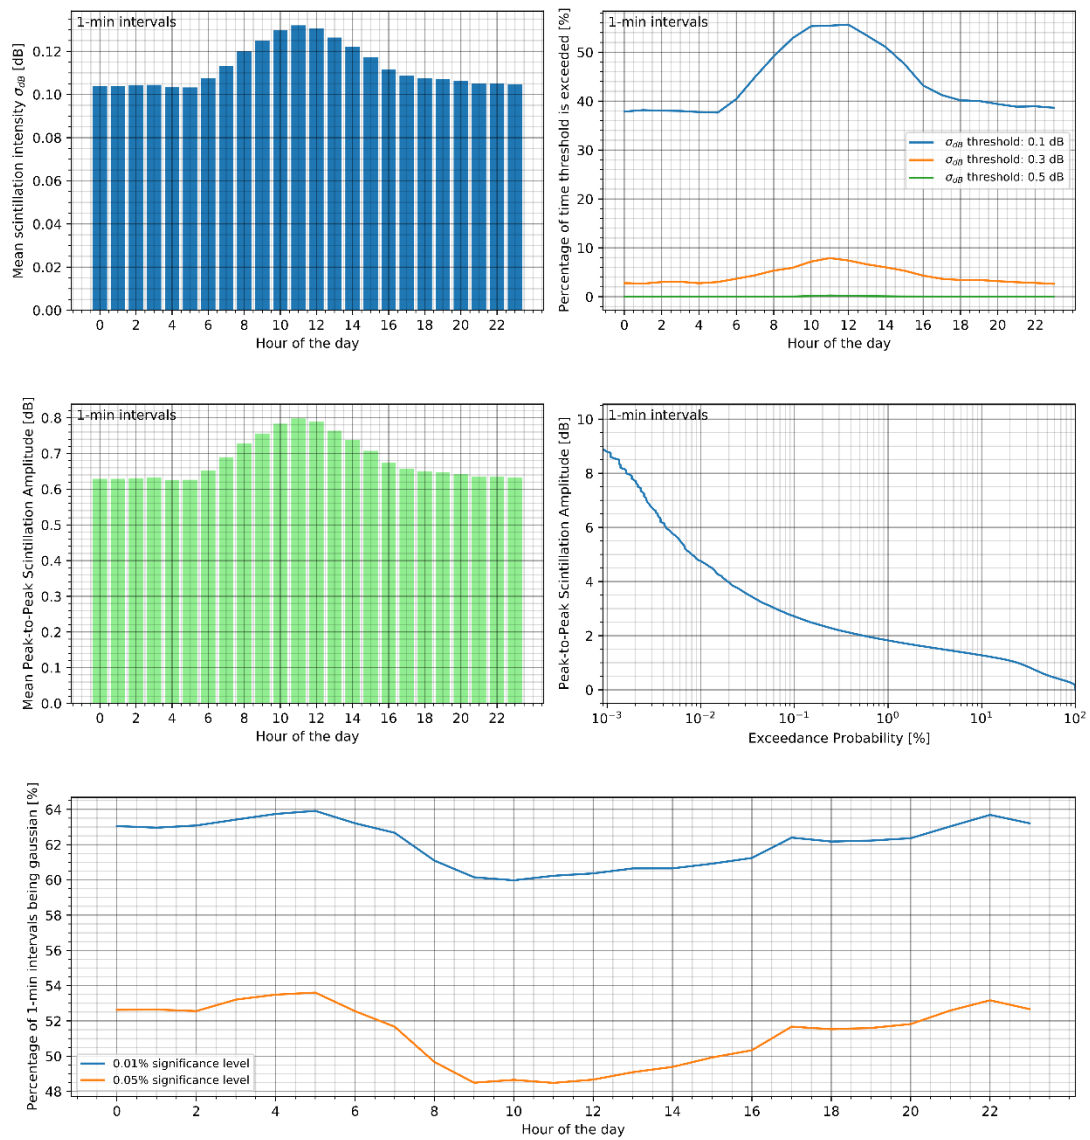 1-min intervals
Mean scintillation intensity σdB [dB]
0.12
0.10
0.08
0.06
0.04
0.02
0.00
0 2 4 6 8 10 12 14 16 18 20 22
Hour of the day
1-min intervals
Percentage of time threshold is exceeded [%]
50
40
30
20
10
0
σdB threshold: 0.1 dB
σdB threshold: 0.3 dB
σdB threshold: 0.5 dB
0 2 4 6 8 10 12 14 16 18 20 22
Hour of the day
1-min intervals
Mean Peak-to-Peak Scintillation Amplitude [dB]
0.8
0.7
0.6
0.5
0.4
0.3
0.2
0.1
0.0
0 2 4 6 8 10 12 14 16 18 20 22
Hour of the day
1-min intervals
Peak-to-Peak Scintillation Amplitude [dB]
10
8
6
4
2
0
10⁻³ 10⁻² 10⁻¹ 10⁰ 10¹ 10²
Exceedance Probability [%]
Percentage of 1-min intervals being gaussian [%]
64
62
60
58
56
54
52
50
48
0.01% significance level
0.05% significance level
0 2 4 6 8 10 12 14 16 18 20 22
Hour of the day